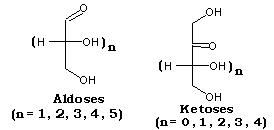 O
OH
(H OH)n
O
(H OH)n
OH
OH
Aldoses
(n= 1, 2, 3, 4, 5)
Ketoses
(n= 0, 1, 2, 3, 4)